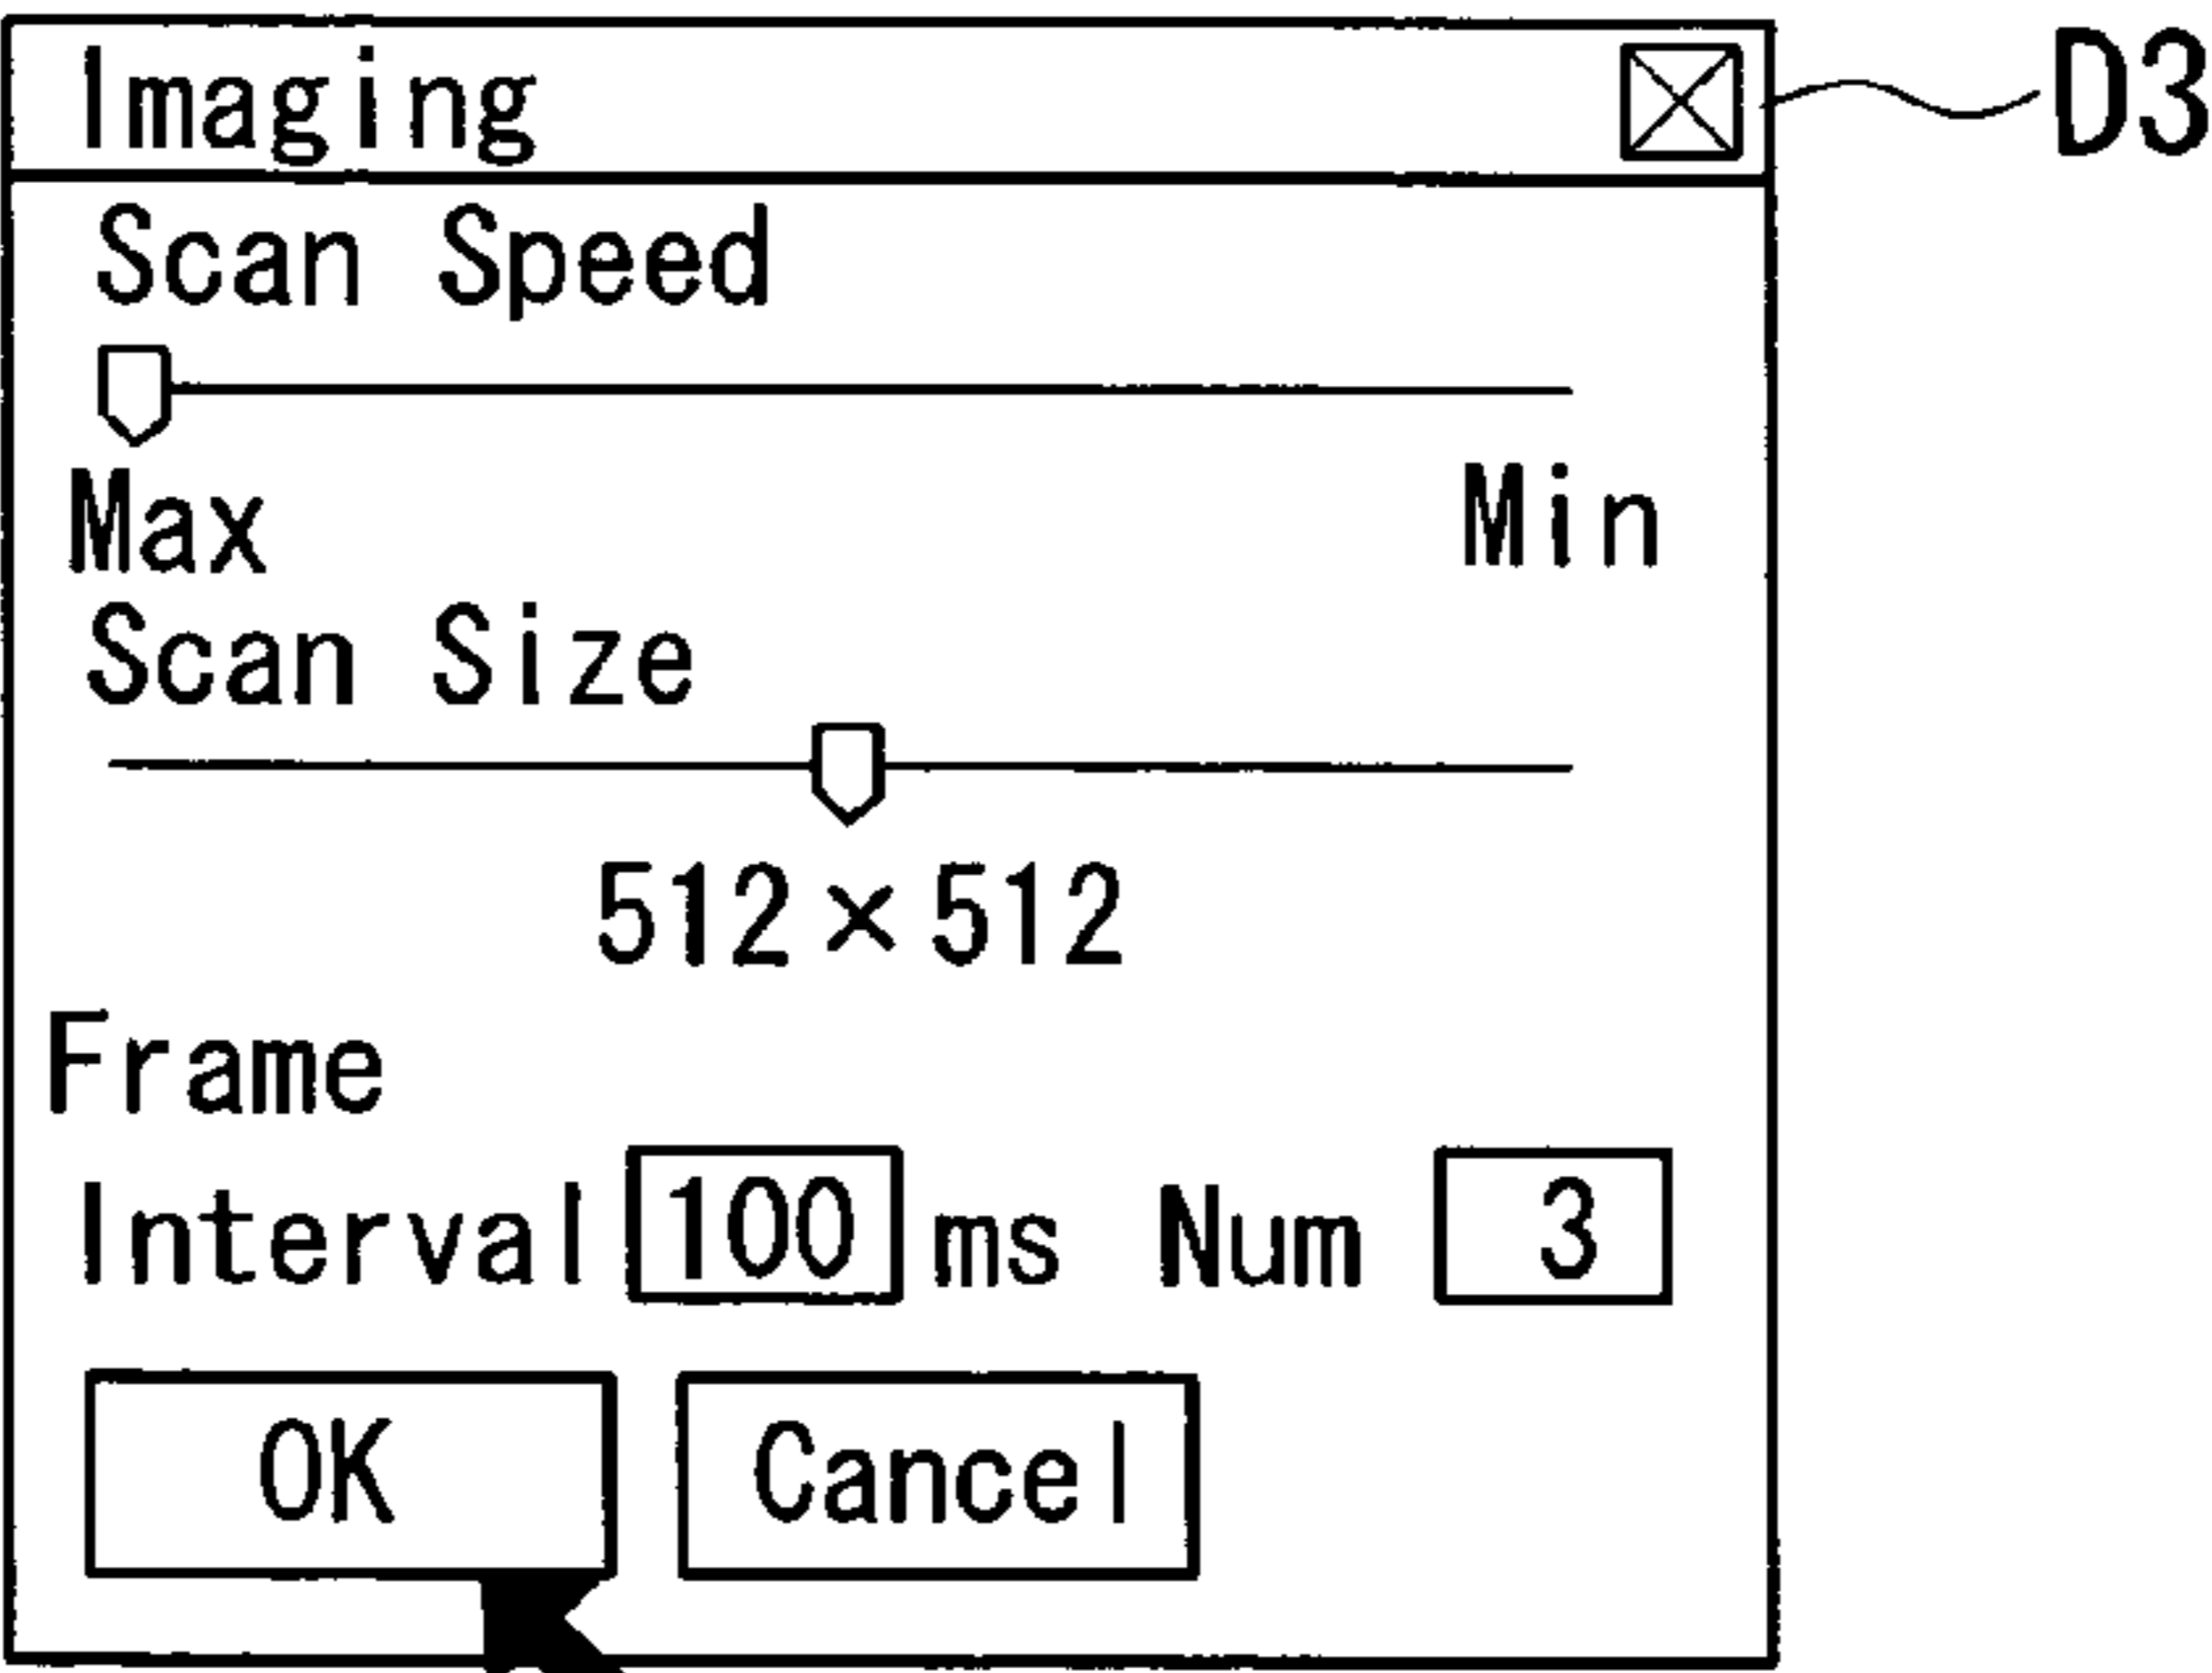 Imaging
D3
Scan Speed
Max Min
Scan Size
512×512
Frame
Interval 100 ms Num 3
OK Cancel